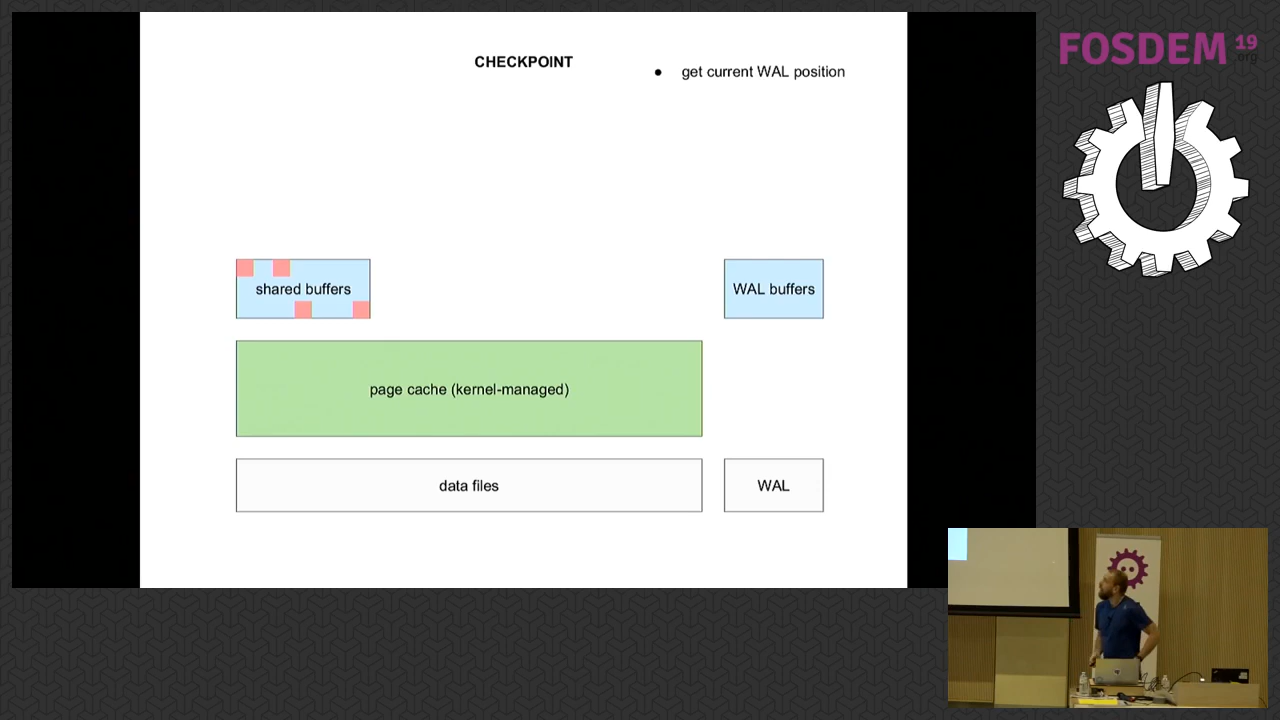 CHECKPOINT
● get current WAL position
shared buffers
WAL buffers
page cache (kernel-managed)
data files
WAL
FOSDEM 19
.org